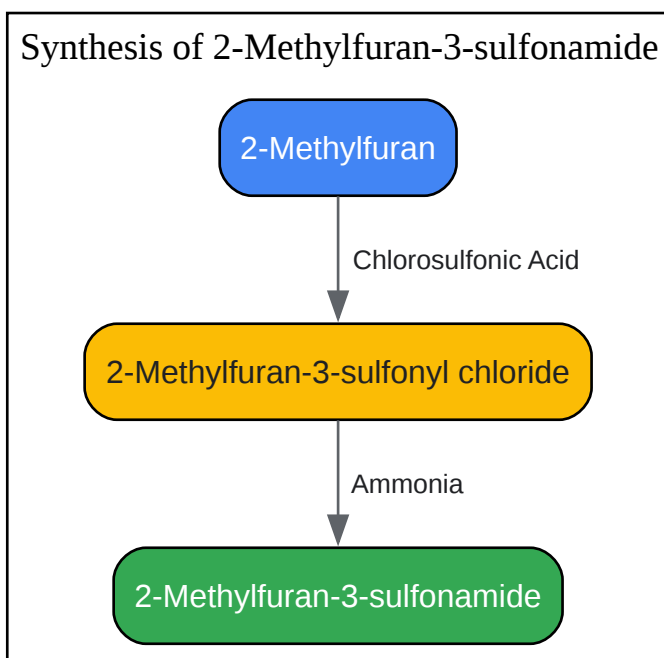 Synthesis of 2-Methylfuran-3-sulfonamide
2-Methylfuran
Chlorosulfonic Acid
2-Methylfuran-3-sulfonyl chloride
Ammonia
2-Methylfuran-3-sulfonamide